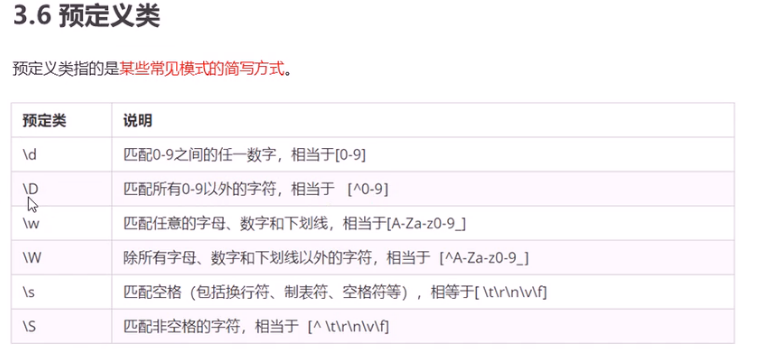 3.6 预定义类
预定义类指的是某些常见模式的简写方式。
预定类 说明
\d 匹配0-9之间的任一数字，相当于[0-9]
\D 匹配所有0-9以外的字符，相当于 [^0-9]
\w 匹配任意的字母、数字和下划线，相当于[A-Za-z0-9_]
\W 除所有字母、数字和下划线以外的字符，相当于 [^A-Za-z0-9_]
\s 匹配空格（包括换行符、制表符、空格符等），相等于[ \t\r\n\v\f]
\S 匹配非空格的字符，相当于 [^ \t\r\n\v\f]